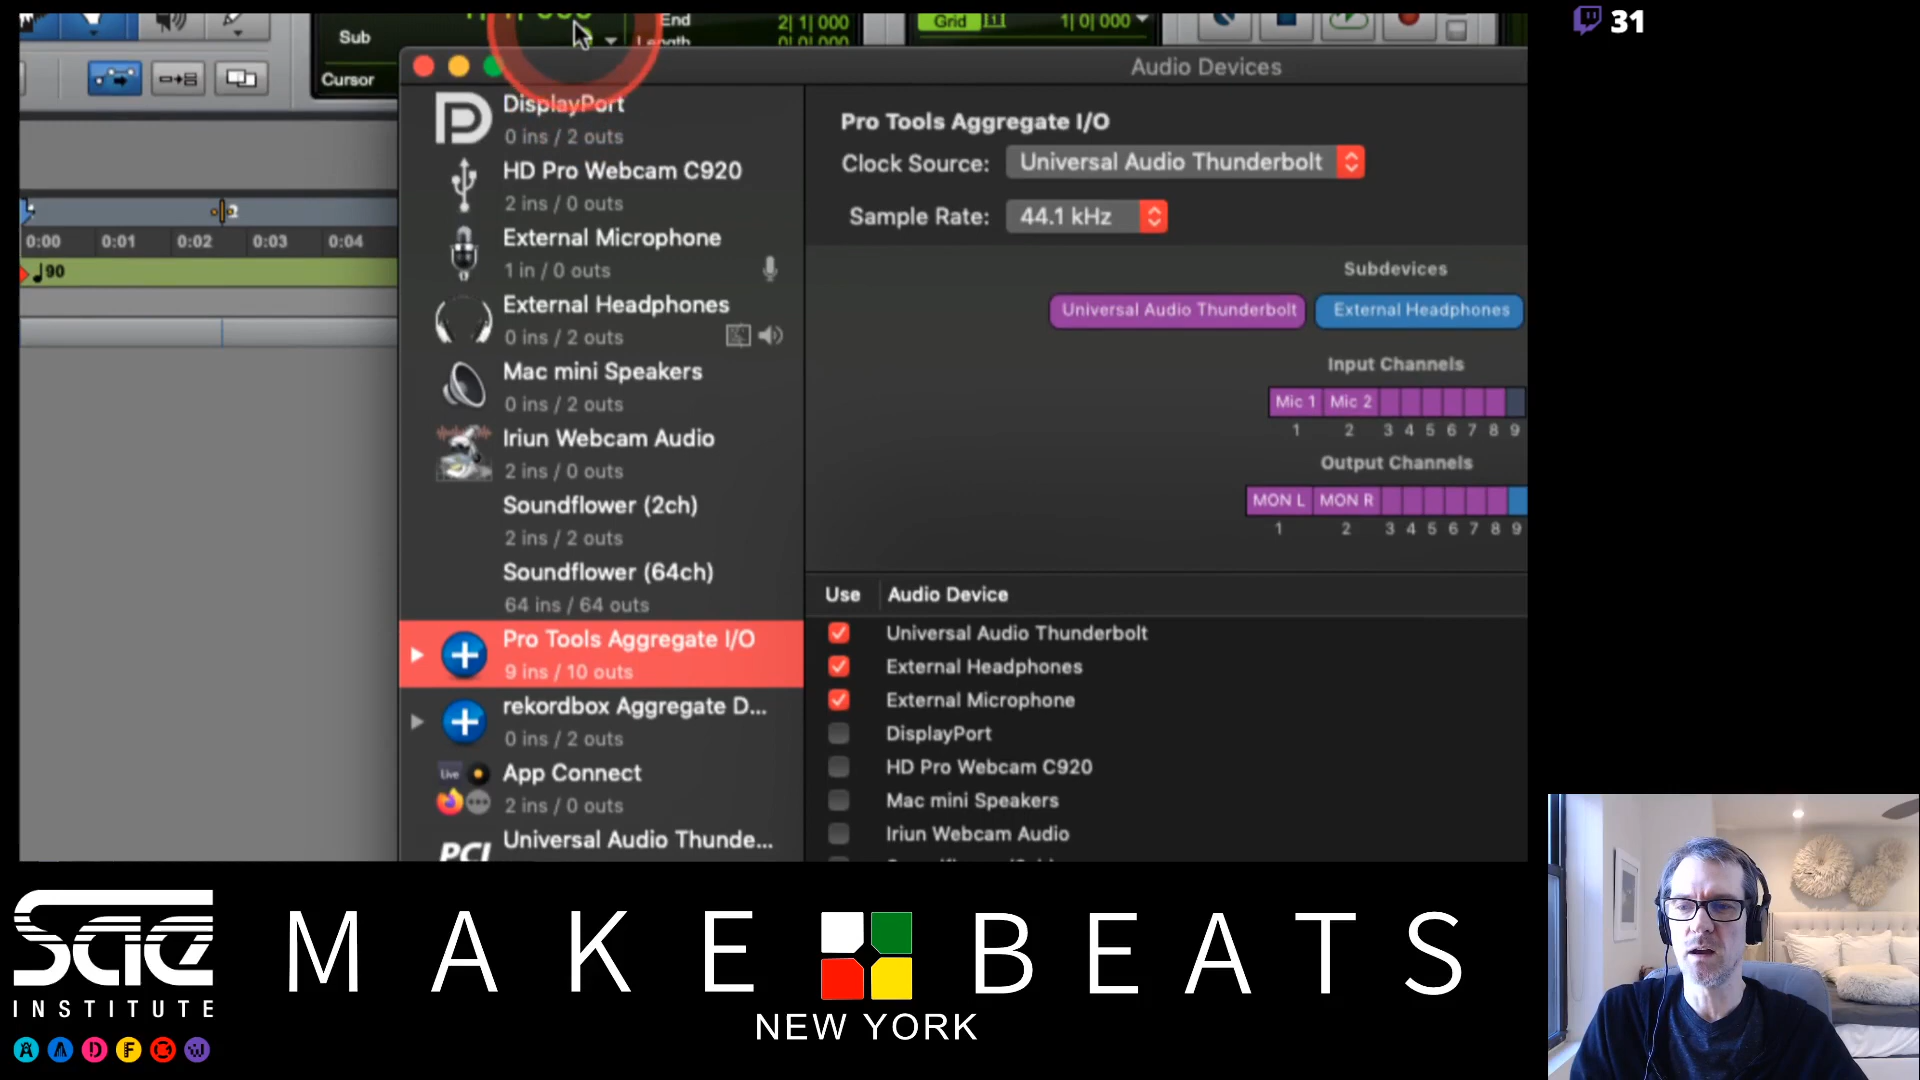 Sub
End
2| 1| 000
Grid
1| 0| 000
31
Length
0| 0| 000
Cursor
Audio Devices
DisplayPort
0 ins / 2 outs
HD Pro Webcam C920
2 ins / 0 outs
External Microphone
1 in / 0 outs
External Headphones
0 ins / 2 outs
Mac mini Speakers
0 ins / 2 outs
Iriun Webcam Audio
2 ins / 0 outs
Soundflower (2ch)
2 ins / 2 outs
Soundflower (64ch)
64 ins / 64 outs
Pro Tools Aggregate I/O
9 ins / 10 outs
rekordbox Aggregate D...
0 ins / 2 outs
Live
App Connect
2 ins / 0 outs
PCI
Universal Audio Thunde...
2
0:00 0:01 0:02 0:03 0:04
90
Pro Tools Aggregate I/O
Clock Source: Universal Audio Thunderbolt
Sample Rate: 44.1 kHz
Subdevices
Universal Audio Thunderbolt External Headphones
Input Channels
Mic 1 Mic 2
1 2 3 4 5 6 7 8 9
Output Channels
MON L MON R
1 2 3 4 5 6 7 8 9
Use Audio Device
Universal Audio Thunderbolt
External Headphones
External Microphone
DisplayPort
HD Pro Webcam C920
Mac mini Speakers
Iriun Webcam Audio
sae
INSTITUTE
MAKE BEATS
NEW YORK